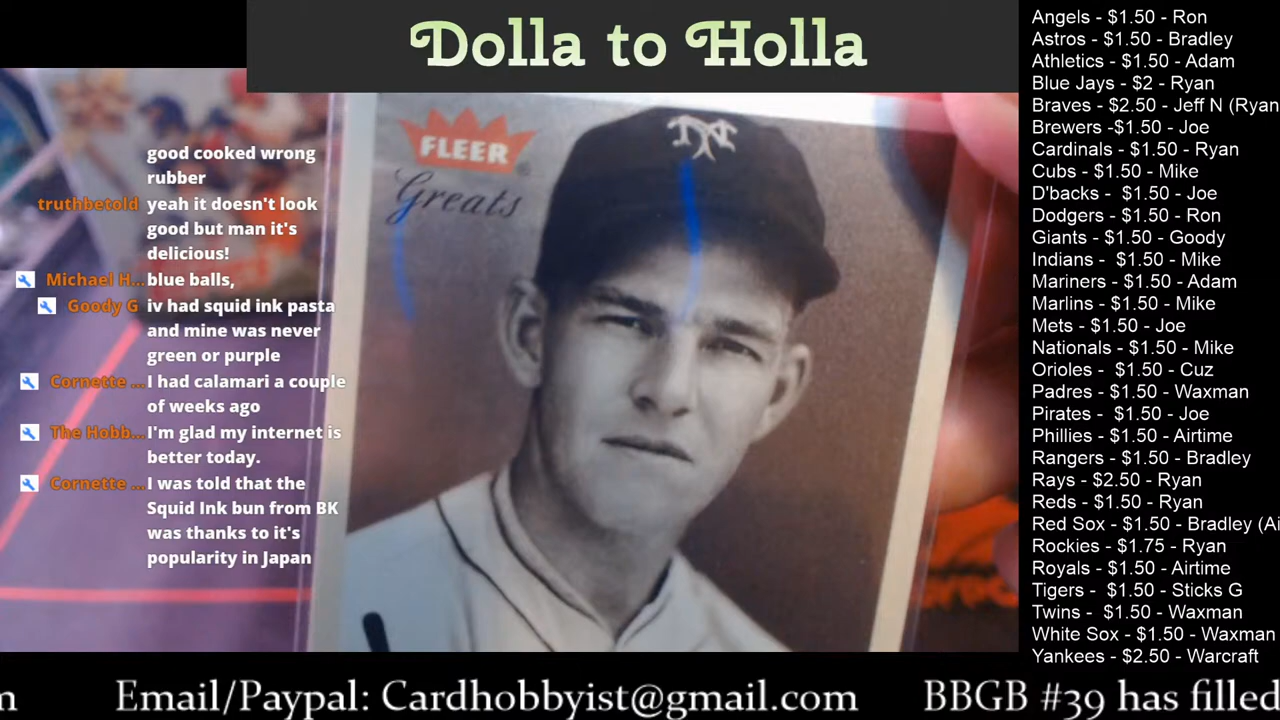 Dolla to Holla
FLEER
Greats
NY
good cooked wrong
rubber
truthbetold yeah it doesn't look
good but man it's
delicious!
Michael H... blue balls,
Goody G iv had squid ink pasta
and mine was never
green or purple
Cornette ... I had calamari a couple
of weeks ago
The Hobb... I'm glad my internet is
better today.
Cornette ... I was told that the
Squid Ink bun from BK
was thanks to it's
popularity in Japan
Angels - $1.50 - Ron
Astros - $1.50 - Bradley
Athletics - $1.50 - Adam
Blue Jays - $2 - Ryan
Braves - $2.50 - Jeff N (Ryan
Brewers -$1.50 - Joe
Cardinals - $1.50 - Ryan
Cubs - $1.50 - Mike
D'backs - $1.50 - Joe
Dodgers - $1.50 - Ron
Giants - $1.50 - Goody
Indians - $1.50 - Mike
Mariners - $1.50 - Adam
Marlins - $1.50 - Mike
Mets - $1.50 - Joe
Nationals - $1.50 - Mike
Orioles - $1.50 - Cuz
Padres - $1.50 - Waxman
Pirates - $1.50 - Joe
Phillies - $1.50 - Airtime
Rangers - $1.50 - Bradley
Rays - $2.50 - Ryan
Reds - $1.50 - Ryan
Red Sox - $1.50 - Bradley (Ai
Rockies - $1.75 - Ryan
Royals - $1.50 - Airtime
Tigers - $1.50 - Sticks G
Twins - $1.50 - Waxman
White Sox - $1.50 - Waxman
Yankees - $2.50 - Warcraft
m Email/Paypal: Cardhobbyist@gmail.com BBGB #39 has filled